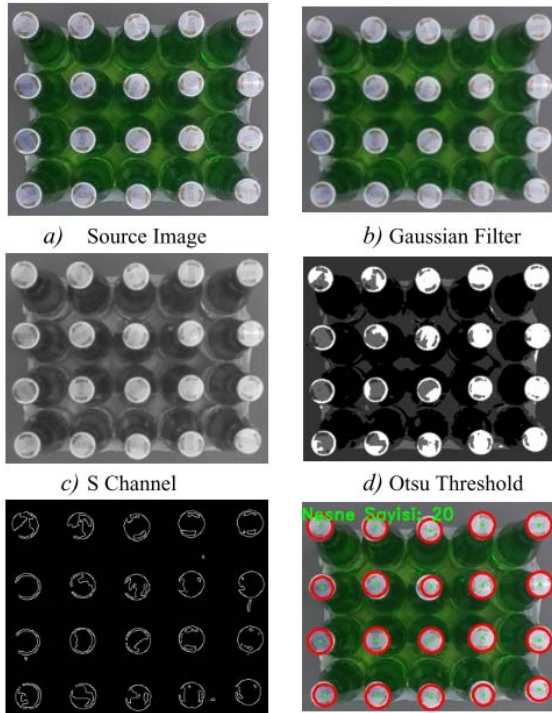 a) Source Image
b) Gaussian Filter
c) S Channel
d) Otsu Threshold
Nesne Sayisi: 20